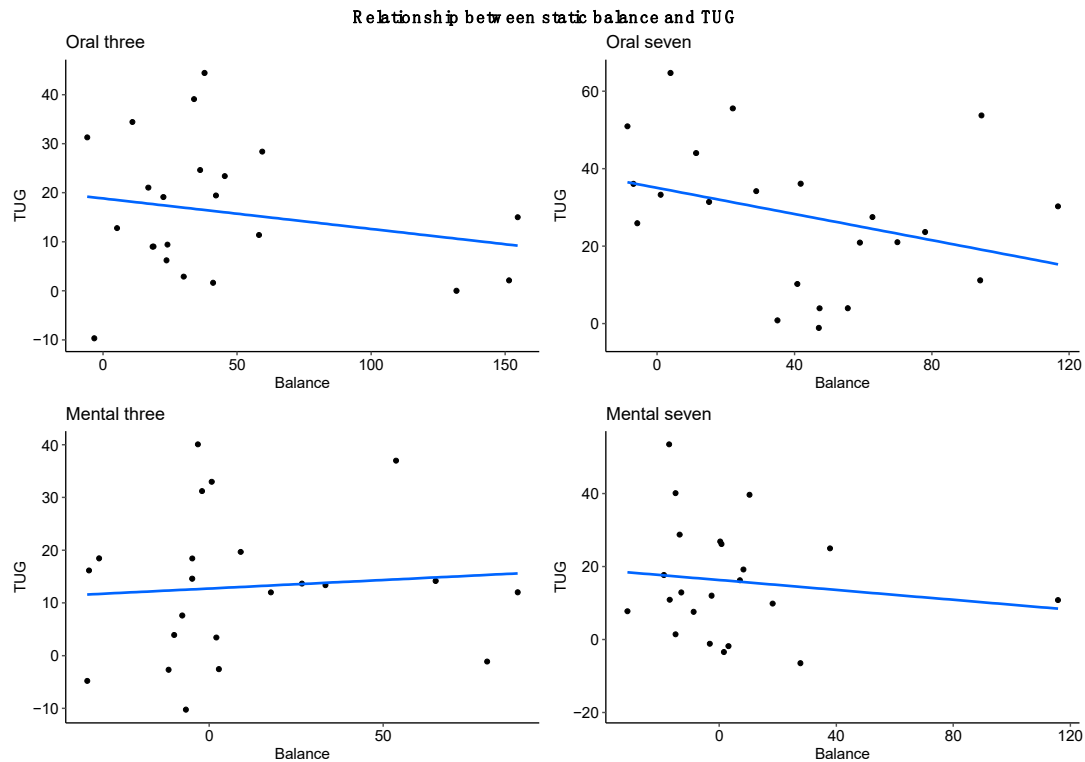 Relationship between static balance and TUG
Oral three
40
30
20
10
0
−10
TUG
0
50
100
150
Balance
Oral seven
60
40
20
0
TUG
0
40
80
120
Balance
Mental three
40
30
20
10
0
−10
TUG
0
50
Balance
Mental seven
40
20
0
−20
TUG
0
40
80
120
Balance